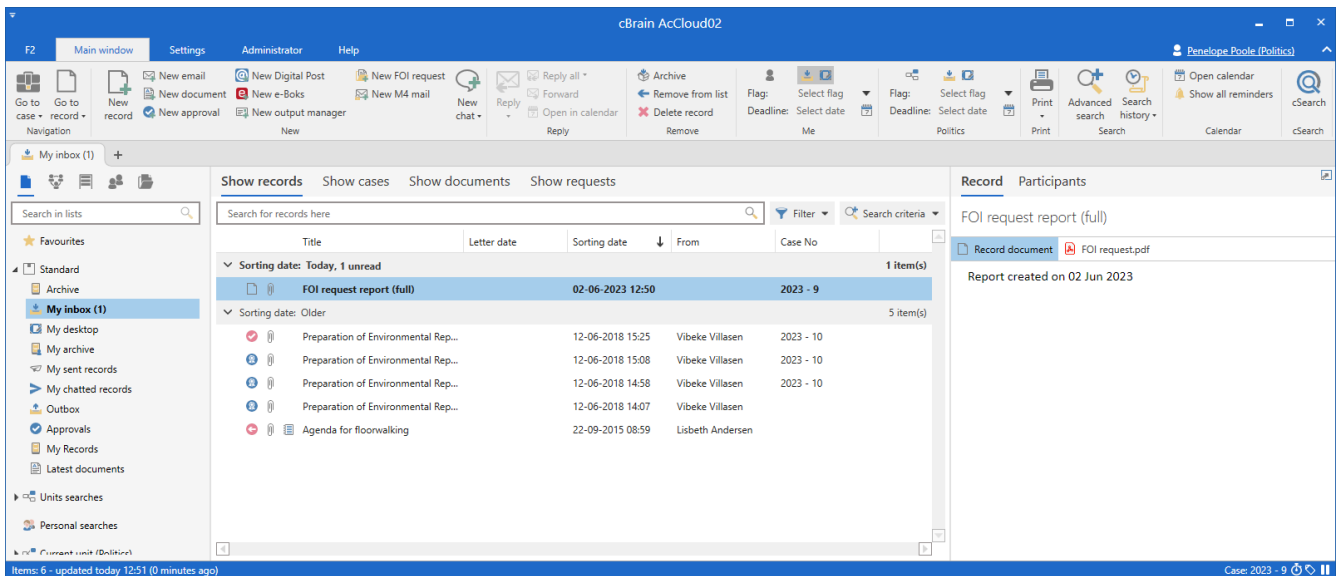 cBrain AcCloud02
F2 Main window Settings Administrator Help Penelope Poole (Politics)
Go to case Go to record
Navigation
New record
New email
New document
New approval
New Digital Post
New e-Boks
New output manager
New FOI request
New M4 mail
New chat
New
Reply
Reply all
Forward
Open in calendar
Reply
Archive
Remove from list
Delete record
Remove
Flag: Select flag
Deadline: Select date
Me
Flag: Select flag
Deadline: Select date
Politics
Print
Print
Advanced search
Search history
Search
Open calendar
Show all reminders
Calendar
cSearch
cSearch
My inbox (1) +
Search in lists
Favourites
Standard
Archive
My inbox (1)
My desktop
My archive
My sent records
My chatted records
Outbox
Approvals
My Records
Latest documents
Units searches
Personal searches
Current unit (Politics)
Show records Show cases Show documents Show requests
Search for records here Filter Search criteria
Title Letter date Sorting date From Case No
Sorting date: Today, 1 unread 1 item(s)
FOI request report (full) 02-06-2023 12:50 2023 - 9
Sorting date: Older 5 item(s)
Preparation of Environmental Rep... 12-06-2018 15:25 Vibeke Villasen 2023 - 10
Preparation of Environmental Rep... 12-06-2018 15:08 Vibeke Villasen 2023 - 10
Preparation of Environmental Rep... 12-06-2018 14:58 Vibeke Villasen 2023 - 10
Preparation of Environmental Rep... 12-06-2018 14:07 Vibeke Villasen
Agenda for floorwalking 22-09-2015 08:59 Lisbeth Andersen
Record Participants
FOI request report (full)
Record document FOI request.pdf
Report created on 02 Jun 2023
Items: 6 - updated today 12:51 (0 minutes ago) Case: 2023 - 9